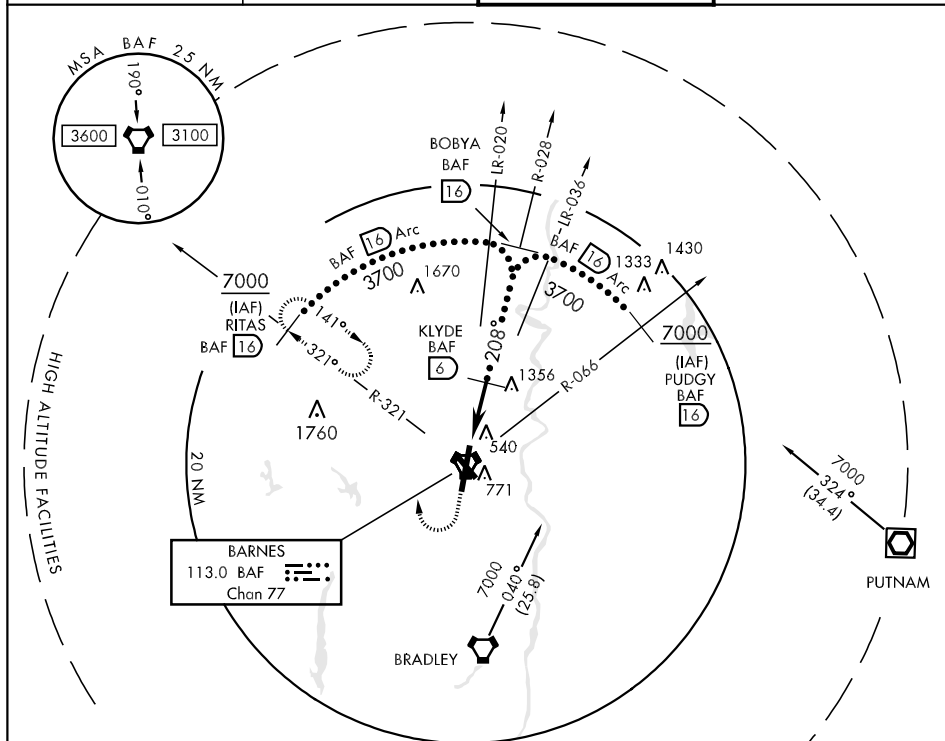 MSA BAF 25 NM
190°
3600
3100
010°
BOBYA
BAF
16
LR-020
R-028
LR-036
BAF 16 Arc
3700
1670
BAF 16 Arc
3700
1333
1430
7000
(IAF)
RITAS
BAF 16
141°
321°
R-321
KLYDE
BAF
6
208°
1356
R-066
7000
(IAF)
PUDGY
BAF
16
1760
540
771
HIGH ALTITUDE FACILITIES
20 NM
BARNES
113.0 BAF
Chan 77
7000
040°
(25.8)
BRADLEY
7000
324°
(34.4)
PUTNAM